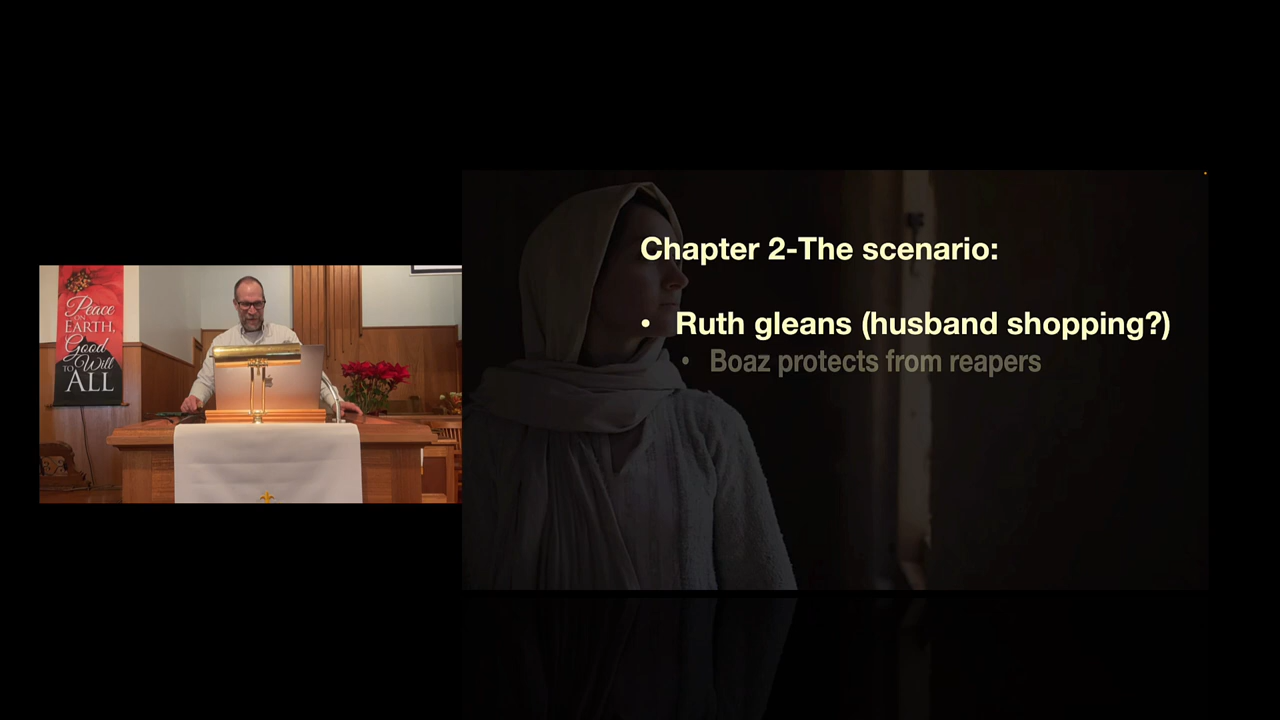 Peace
ON
EARTH,
Good
Will
TO
ALL
Chapter 2-The scenario:
• Ruth gleans (husband shopping?)
• Boaz protects from reapers